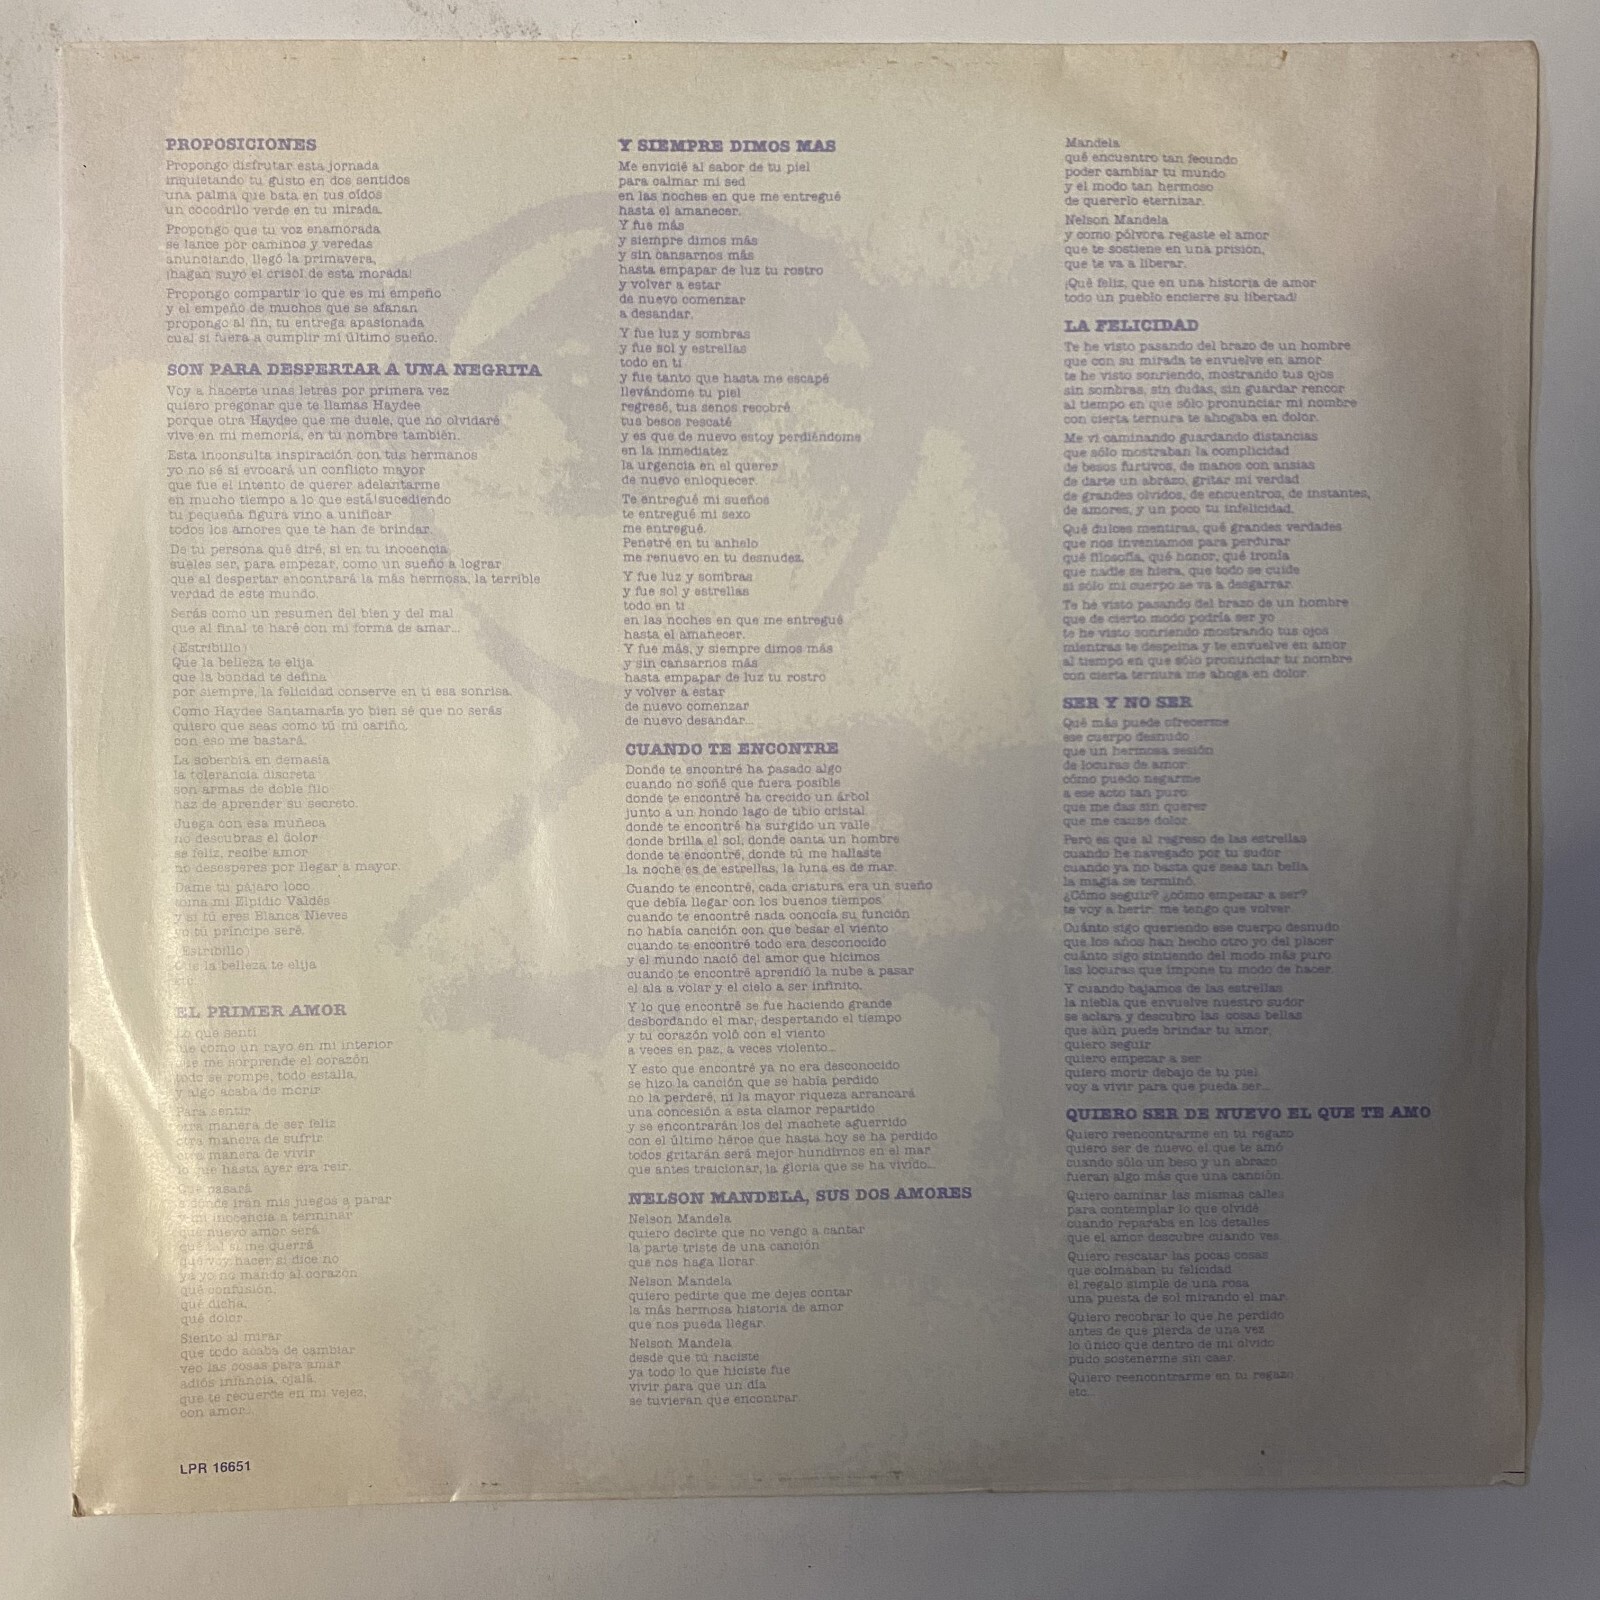 PROPOSICIONES
Propongo disfrutar esta jornada
inquietando tu gusto en dos sentidos
una palma que bata en tus oídos
un cocodrilo verde en tu mirada.
Propongo que tu voz enamorada
se lance por caminos y veredas
anunciando, llegó la primavera,
¡hagan suyo el crisol de esta morada!
Propongo compartir lo que es mi empeño
y el empeño de muchos que se afanan
propongo al fin, tu entrega apasionada
cual si fuera a cumplir mi último sueño.
SON PARA DESPERTAR A UNA NEGRITA
Voy a hacerte unas letras por primera vez
quiero pregonar que te llamas Haydee
porque otra Haydee que me duele, que no olvidaré
vive en mi memoria, en tu nombre también.
Esta inconsulta inspiración con tus hermanos
yo no sé si evocará un conflicto mayor
que fue el intento de querer adelantarme
en mucho tiempo a lo que está sucediendo
tu pequeña figura vino a unificar
todos los amores que te han de brindar.
De tu persona qué diré, si en tu inocencia
sueles ser, para empezar, como un sueño a lograr
que al despertar encontrará la más hermosa, la terrible
verdad de este mundo.
Serás como un resumen del bien y del mal
que al final te haré con mi forma de amar...
(Estribillo)
Que la belleza te elija
que la bondad te defina
por siempre, la felicidad conserve en ti esa sonrisa.
Como Haydee Santamaría yo bien sé que no serás
quiero que seas como tú mi cariño,
con eso me bastará.
La soberbia en demasía
la tolerancia discreta
son armas de doble filo
haz de aprender su secreto.
Juega con esa muñeca
no descubras el dolor
se feliz, recibe amor
no desesperes por llegar a mayor.
Dame tu pájaro loco
toma mi Elpidio Valdés
y si tú eres Blanca Nieves
yo tu príncipe seré.
(Estribillo)
Que la belleza te elija
etc.
EL PRIMER AMOR
Lo que sentí
fue como un rayo en mi interior
que me sorprende el corazón
todo se rompe, todo estalla,
y algo acaba de morir.
Para sentir
otra manera de ser feliz
otra manera de sufrir
otra manera de vivir
lo que hasta ayer era reír.
Qué pasará
a dónde irán mis juegos a parar
y mi inocencia a terminar
qué nuevo amor será
qué tal si me querrá
qué voy hacer si dice no
ya yo no mando al corazón
qué confusión,
qué dicha,
qué dolor.
Siento al mirar
que todo acaba de cambiar
veo las cosas para amar
adiós infancia, ojalá,
que te recuerde en mi vejez,
con amor...
LPR 16651
Y SIEMPRE DIMOS MAS
Me envicié al sabor de tu piel
para calmar mi sed
en las noches en que me entregué
hasta el amanecer.
Y fue más
y siempre dimos más
y sin cansarnos más
hasta empapar de luz tu rostro
y volver a estar
de nuevo comenzar
a desandar.
Y fue luz y sombras
y fue sol y estrellas
todo en ti
y fue tanto que hasta me escapé
llevándome tu piel
regresé, tus senos recobré
tus besos rescaté
y es que de nuevo estoy perdiéndome
en la inmediatez
la urgencia en el querer
de nuevo enloquecer.
Te entregué mi sueños
te entregué mi sexo
me entregué.
Penetré en tu anhelo
me renuevo en tu desnudez.
Y fue luz y sombras
y fue sol y estrellas
todo en ti
en las noches en que me entregué
hasta el amanecer.
Y fue más, y siempre dimos más
y sin cansarnos más
hasta empapar de luz tu rostro
y volver a estar
de nuevo comenzar
de nuevo desandar...
CUANDO TE ENCONTRE
Donde te encontré ha pasado algo
cuando no soñé que fuera posible
donde te encontré ha crecido un árbol
junto a un hondo lago de tibio cristal
donde te encontré ha surgido un valle
donde brilla el sol, donde canta un hombre
donde te encontré, donde tú me hallaste
la noche es de estrellas, la luna es de mar.
Cuando te encontré, cada criatura era un sueño
que debía llegar con los buenos tiempos
cuando te encontré nada conocía su función
no había canción con que besar el viento
cuando te encontré todo era desconocido
y el mundo nació del amor que hicimos
cuando te encontré aprendió la nube a pasar
el ala a volar y el cielo a ser infinito.
Y lo que encontré se fue haciendo grande
desbordando el mar, despertando el tiempo
y tu corazón voló con el viento
a veces en paz, a veces violento...
Y esto que encontré ya no era desconocido
se hizo la canción que se había perdido
no la perderé, ni la mayor riqueza arrancará
una concesión a esta clamor repartido
y se encontrarán los del machete aguerrido
con el último héroe que hasta hoy se ha perdido
todos gritarán será mejor hundirnos en el mar
que antes traicionar, la gloria que se ha vivido...
NELSON MANDELA, SUS DOS AMORES
Nelson Mandela
quiero decirte que no vengo a cantar
la parte triste de una canción
que nos haga llorar.
Nelson Mandela
quiero pedirte que me dejes contar
la más hermosa historia de amor
que nos pueda llegar.
Nelson Mandela
desde que tú naciste
ya todo lo que hiciste fue
vivir para que un día
se tuvieran que encontrar.
Mandela
qué encuentro tan fecundo
poder cambiar tu mundo
y el modo tan hermoso
de quererlo eternizar.
Nelson Mandela
y como pólvora regaste el amor
que te sostiene en una prisión,
que te va a liberar.
¡Qué feliz, que en una historia de amor
todo un pueblo encierre su libertad!
LA FELICIDAD
Te he visto pasando del brazo de un hombre
que con su mirada te envuelve en amor
te he visto sonriendo, mostrando tus ojos
sin sombras, sin dudas, sin guardar rencor
al tiempo en que sólo pronunciar mi nombre
con cierta ternura te ahogaba en dolor.
Me vi caminando guardando distancias
que sólo mostraban la complicidad
de besos furtivos, de manos con ansias
de darte un abrazo, gritar mi verdad
de grandes olvidos, de encuentros, de instantes,
de amores, y un poco tu infelicidad.
Qué dulces mentiras, qué grandes verdades
que nos inventamos para perdurar
qué filosofía, qué honor, qué ironía
que nadie se hiera, que todo se cuide
si sólo mi cuerpo se va a desgarrar.
Te he visto pasando del brazo de un hombre
que de cierto modo podría ser yo
te he visto sonriendo mostrando tus ojos
mientras te despeina y te envuelve en amor
al tiempo en que sólo pronunciar tu nombre
con cierta ternura me ahoga en dolor.
SER Y NO SER
Qué más puede ofrecerme
ese cuerpo desnudo
que un hermosa sesión
de locuras de amor:
cómo puedo negarme
a ese acto tan puro
que me das sin querer
que me cause dolor.
Pero es que al regreso de las estrellas
cuando he navegado por tu sudor
cuando ya no basta que seas tan bella
la magia se terminó.
¿Cómo seguir? ¿cómo empezar a ser?
te voy a herir: me tengo que volver.
Cuánto sigo queriendo ese cuerpo desnudo
que los años han hecho otro yo del placer
cuánto sigo sintiendo del modo más puro
las locuras que impone tu modo de hacer.
Y cuando bajamos de las estrellas
la niebla que envuelve nuestro sudor
se aclara y descubro las cosas bellas
que aún puede brindar tu amor,
quiero seguir
quiero empezar a ser
quiero morir debajo de tu piel
voy a vivir para que pueda ser...
QUIERO SER DE NUEVO EL QUE TE AMO
Quiero reencontrarme en tu regazo
quiero ser de nuevo el que te amó
cuando sólo un beso y un abrazo
fueran algo más que una canción.
Quiero caminar las mismas calles
para contemplar lo que olvidé
cuando reparaba en los detalles
que el amor descubre cuando ves.
Quiero rescatar las pocas cosas
que colmaban tu felicidad
el regalo simple de una rosa
una puesta de sol mirando el mar.
Quiero recobrar lo que he perdido
antes de que pierda de una vez
lo único que dentro de mi olvido
pudo sostenerme sin caer.
Quiero reencontrarme en tu regazo
etc...